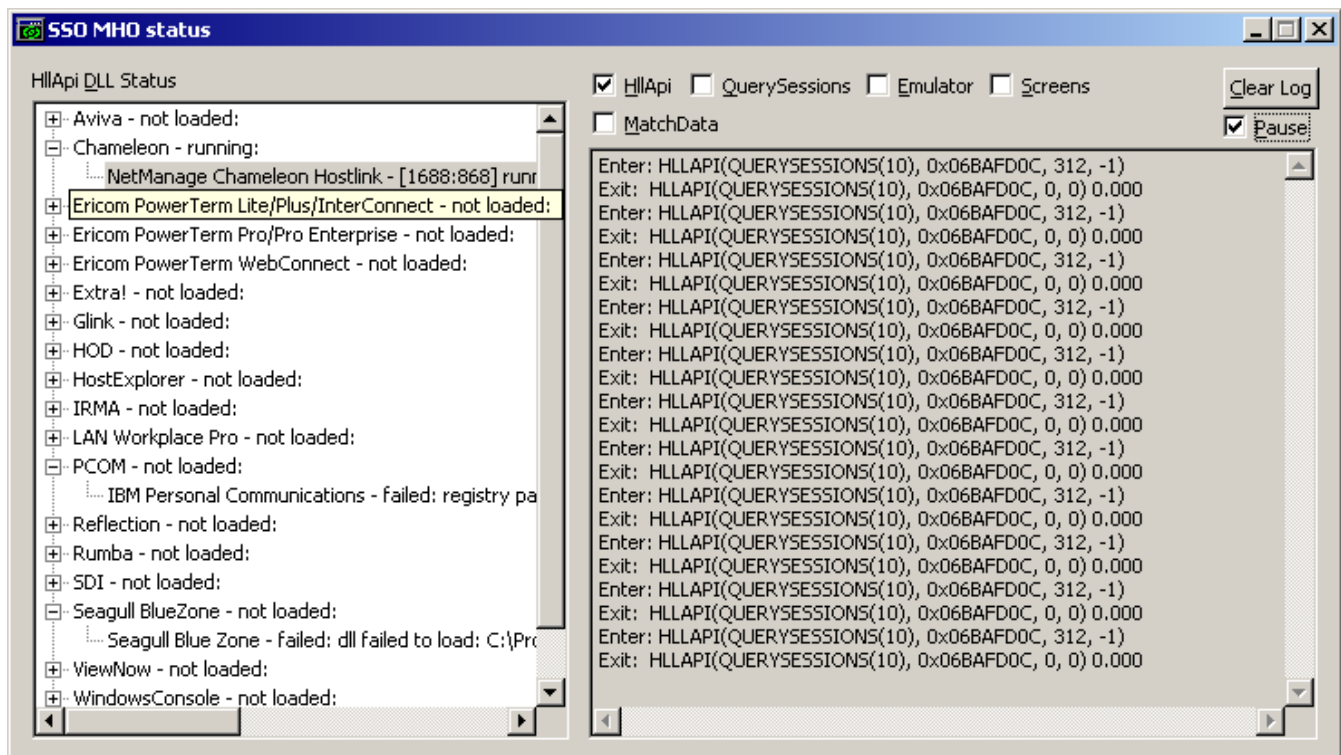 SSO MHO status
HllApi DLL Status
Aviva - not loaded:
Chameleon - running:
NetManage Chameleon Hostlink - [1688:868] runn
Ericom PowerTerm Lite/Plus/InterConnect - not loaded:
Ericom PowerTerm Pro/Pro Enterprise - not loaded:
Ericom PowerTerm WebConnect - not loaded:
Extra! - not loaded:
Glink - not loaded:
HOD - not loaded:
HostExplorer - not loaded:
IRMA - not loaded:
LAN Workplace Pro - not loaded:
PCOM - not loaded:
IBM Personal Communications - failed: registry pa
Reflection - not loaded:
Rumba - not loaded:
SDI - not loaded:
Seagull BlueZone - not loaded:
Seagull Blue Zone - failed: dll failed to load: C:\Pro
ViewNow - not loaded:
WindowsConsole - not loaded:
HllApi QuerySessions Emulator Screens
Clear Log
MatchData
Pause
Enter: HLLAPI(QUERYSESSIONS(10), 0x06BAFD0C, 312, -1)
Exit: HLLAPI(QUERYSESSIONS(10), 0x06BAFD0C, 0, 0) 0.000
Enter: HLLAPI(QUERYSESSIONS(10), 0x06BAFD0C, 312, -1)
Exit: HLLAPI(QUERYSESSIONS(10), 0x06BAFD0C, 0, 0) 0.000
Enter: HLLAPI(QUERYSESSIONS(10), 0x06BAFD0C, 312, -1)
Exit: HLLAPI(QUERYSESSIONS(10), 0x06BAFD0C, 0, 0) 0.000
Enter: HLLAPI(QUERYSESSIONS(10), 0x06BAFD0C, 312, -1)
Exit: HLLAPI(QUERYSESSIONS(10), 0x06BAFD0C, 0, 0) 0.000
Enter: HLLAPI(QUERYSESSIONS(10), 0x06BAFD0C, 312, -1)
Exit: HLLAPI(QUERYSESSIONS(10), 0x06BAFD0C, 0, 0) 0.000
Enter: HLLAPI(QUERYSESSIONS(10), 0x06BAFD0C, 312, -1)
Exit: HLLAPI(QUERYSESSIONS(10), 0x06BAFD0C, 0, 0) 0.000
Enter: HLLAPI(QUERYSESSIONS(10), 0x06BAFD0C, 312, -1)
Exit: HLLAPI(QUERYSESSIONS(10), 0x06BAFD0C, 0, 0) 0.000
Enter: HLLAPI(QUERYSESSIONS(10), 0x06BAFD0C, 312, -1)
Exit: HLLAPI(QUERYSESSIONS(10), 0x06BAFD0C, 0, 0) 0.000
Enter: HLLAPI(QUERYSESSIONS(10), 0x06BAFD0C, 312, -1)
Exit: HLLAPI(QUERYSESSIONS(10), 0x06BAFD0C, 0, 0) 0.000
Enter: HLLAPI(QUERYSESSIONS(10), 0x06BAFD0C, 312, -1)
Exit: HLLAPI(QUERYSESSIONS(10), 0x06BAFD0C, 0, 0) 0.000
Enter: HLLAPI(QUERYSESSIONS(10), 0x06BAFD0C, 312, -1)
Exit: HLLAPI(QUERYSESSIONS(10), 0x06BAFD0C, 0, 0) 0.000